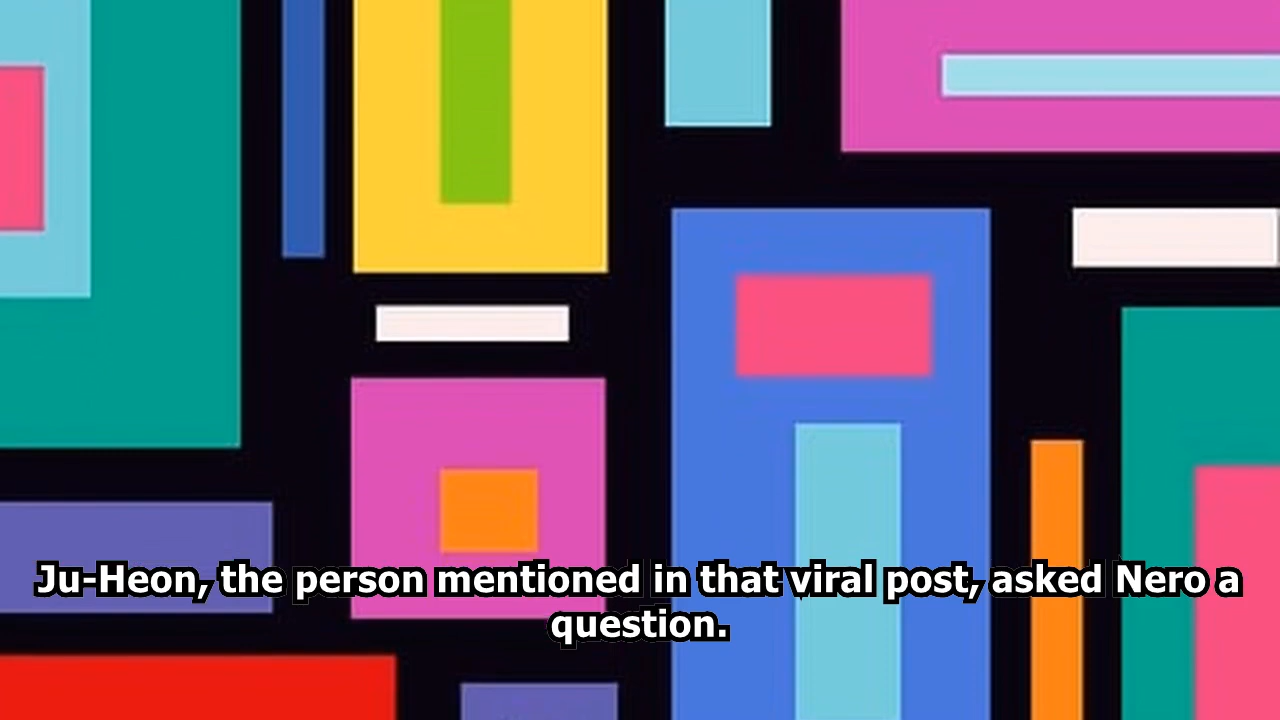 Ju-Heon, the person mentioned in that viral post, asked Nero a
question.